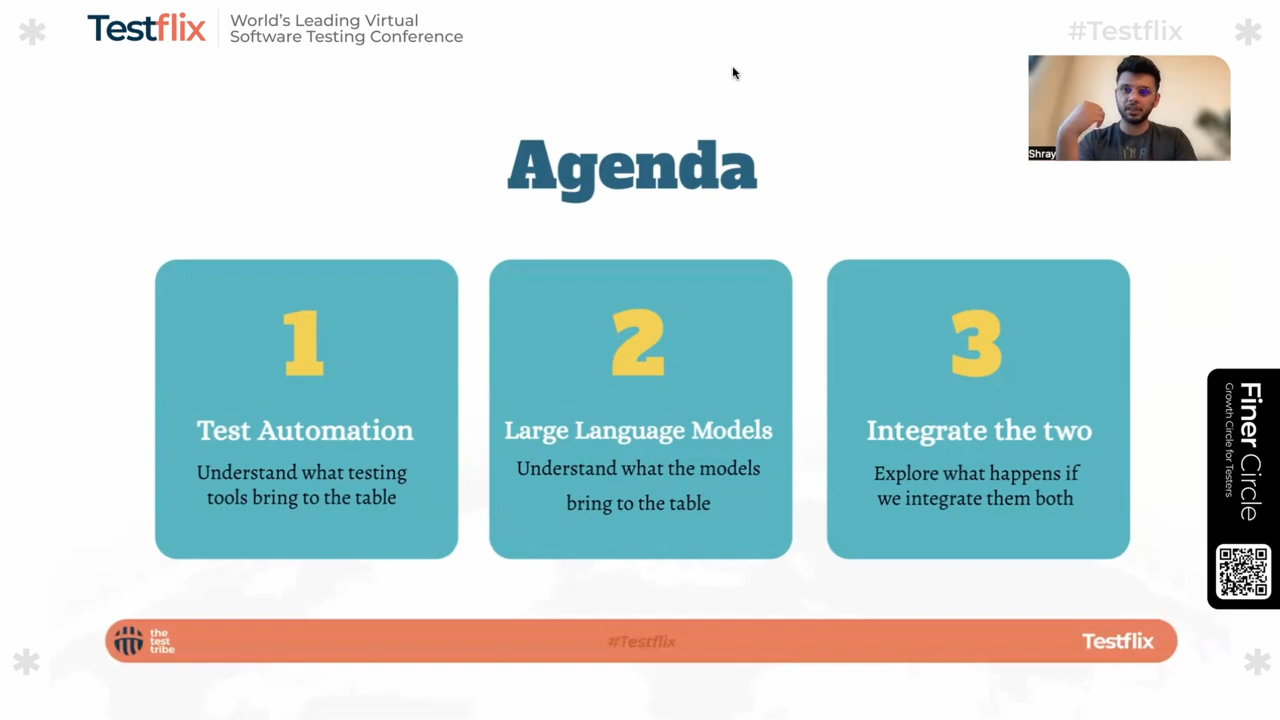 Testflix
World's Leading Virtual
Software Testing Conference
#Testflix
Shray
Agenda
1
Test Automation
Understand what testing
tools bring to the table
2
Large Language Models
Understand what the models
bring to the table
3
Integrate the two
Explore what happens if
we integrate them both
Finer Circle
Growth Circle for Testers
the
test
tribe
#Testflix
Testflix